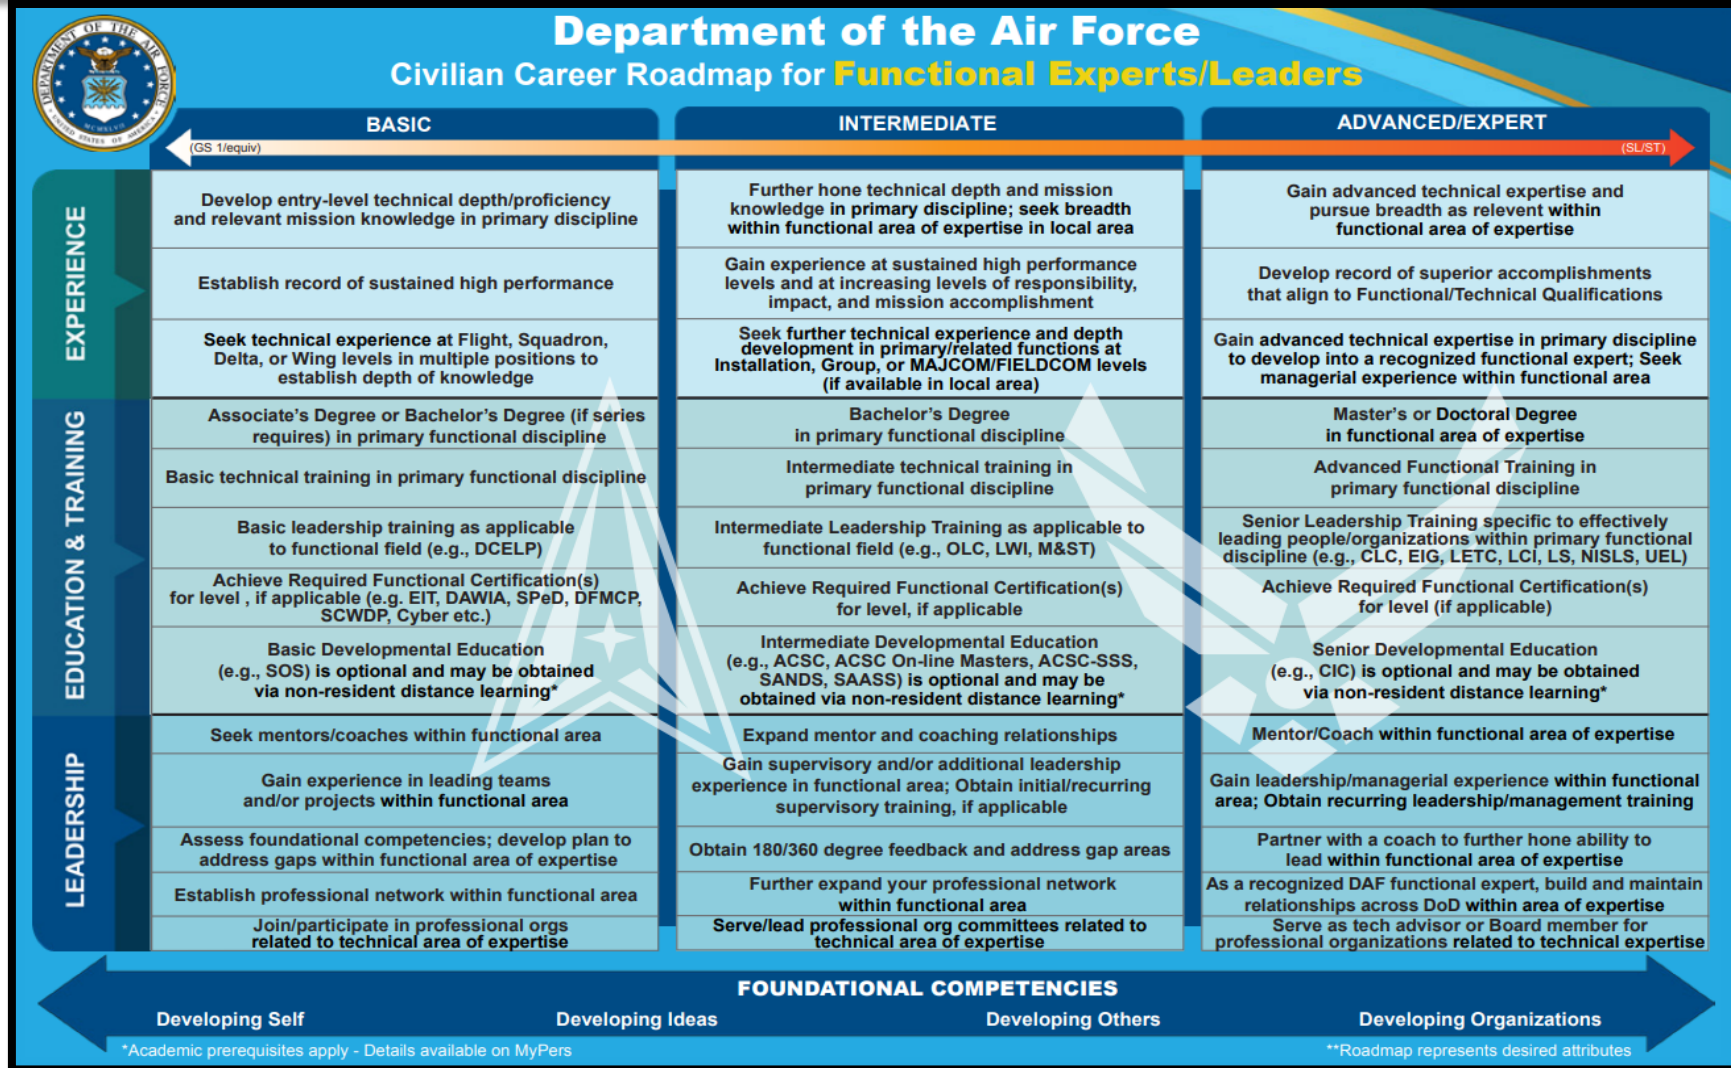 Department of the Air Force
Civilian Career Roadmap for Functional Experts/Leaders
DEPARTMENT OF THE AIR FORCE
UNITED STATES OF AMERICA
MCMXLVII
BASIC
INTERMEDIATE
ADVANCED/EXPERT
(GS 1/equiv)
(SL/ST)
EXPERIENCE
Develop entry-level technical depth/proficiency
and relevant mission knowledge in primary discipline
Further hone technical depth and mission
knowledge in primary discipline; seek breadth
within functional area of expertise in local area
Gain advanced technical expertise and
pursue breadth as relevent within
functional area of expertise
Establish record of sustained high performance
Gain experience at sustained high performance
levels and at increasing levels of responsibility,
impact, and mission accomplishment
Develop record of superior accomplishments
that align to Functional/Technical Qualifications
Seek technical experience at Flight, Squadron,
Delta, or Wing levels in multiple positions to
establish depth of knowledge
Seek further technical experience and depth
development in primary/related functions at
Installation, Group, or MAJCOM/FIELDCOM levels
(if available in local area)
Gain advanced technical expertise in primary discipline
to develop into a recognized functional expert; Seek
managerial experience within functional area
EDUCATION & TRAINING
Associate's Degree or Bachelor's Degree (if series
requires) in primary functional discipline
Bachelor's Degree
in primary functional discipline
Master's or Doctoral Degree
in functional area of expertise
Basic technical training in primary functional discipline
Intermediate technical training in
primary functional discipline
Advanced Functional Training in
primary functional discipline
Basic leadership training as applicable
to functional field (e.g., DCELP)
Intermediate Leadership Training as applicable to
functional field (e.g., OLC, LWI, M&ST)
Senior Leadership Training specific to effectively
leading people/organizations within primary functional
discipline (e.g., CLC, EIG, LETC, LCI, LS, NISLS, UEL)
Achieve Required Functional Certification(s)
for level , if applicable (e.g. EIT, DAWIA, SPeD, DFMCP,
SCWDP, Cyber etc.)
Achieve Required Functional Certification(s)
for level, if applicable
Achieve Required Functional Certification(s)
for level (if applicable)
Basic Developmental Education
(e.g., SOS) is optional and may be obtained
via non-resident distance learning*
Intermediate Developmental Education
(e.g., ACSC, ACSC On-line Masters, ACSC-SSS,
SANDS, SAASS) is optional and may be
obtained via non-resident distance learning*
Senior Developmental Education
(e.g., CIC) is optional and may be obtained
via non-resident distance learning*
LEADERSHIP
Seek mentors/coaches within functional area
Expand mentor and coaching relationships
Mentor/Coach within functional area of expertise
Gain experience in leading teams
and/or projects within functional area
Gain supervisory and/or additional leadership
experience in functional area; Obtain initial/recurring
supervisory training, if applicable
Gain leadership/managerial experience within functional
area; Obtain recurring leadership/management training
Assess foundational competencies; develop plan to
address gaps within functional area of expertise
Obtain 180/360 degree feedback and address gap areas
Partner with a coach to further hone ability to
lead within functional area of expertise
Establish professional network within functional area
Further expand your professional network
within functional area
As a recognized DAF functional expert, build and maintain
relationships across DoD within area of expertise
Join/participate in professional orgs
related to technical area of expertise
Serve/lead professional org committees related to
technical area of expertise
Serve as tech advisor or Board member for
professional organizations related to technical expertise
FOUNDATIONAL COMPETENCIES
Developing Self
Developing Ideas
Developing Others
Developing Organizations
*Academic prerequisites apply - Details available on MyPers
**Roadmap represents desired attributes